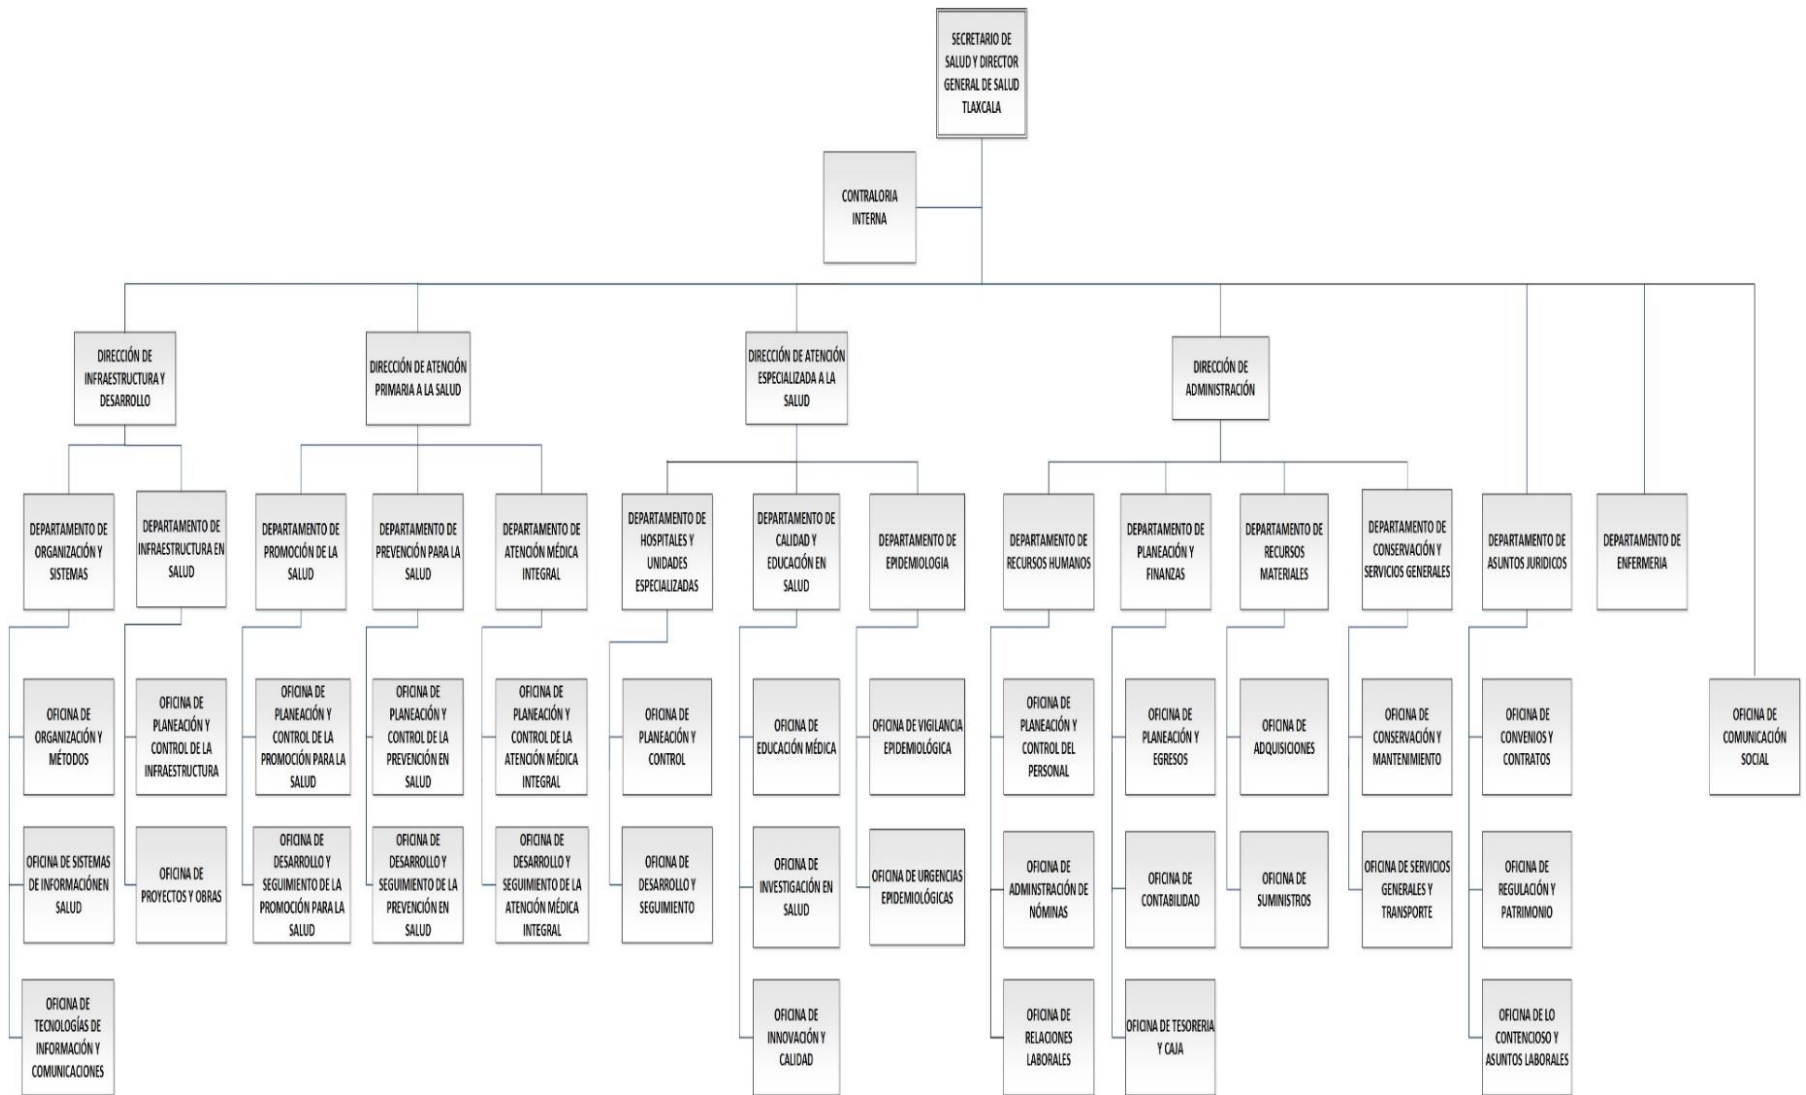 SECRETARIO DE
SALUD Y DIRECTOR
GENERAL DE SALUD
TLAXCALA
CONTRALORIA
INTERNA
DIRECCIÓN DE
INFRAESTRUCTURA Y
DESARROLLO
DIRECCIÓN DE ATENCIÓN
PRIMARIA A LA SALUD
DIRECCIÓN DE ATENCIÓN
ESPECIALIZADA A LA
SALUD
DIRECCIÓN DE
ADMINISTRACIÓN
DEPARTAMENTO DE
ORGANIZACIÓN Y
SISTEMAS
DEPARTAMENTO DE
INFRAESTRUCTURA EN
SALUD
DEPARTAMENTO DE
PROMOCIÓN DE LA
SALUD
DEPARTAMENTO DE
PREVENCIÓN PARA LA
SALUD
DEPARTAMENTO DE
ATENCIÓN MÉDICA
INTEGRAL
DEPARTAMENTO DE
HOSPITALES Y
UNIDADES
ESPECIALIZADAS
DEPARTAMENTO DE
CALIDAD Y
EDUCACIÓN EN
SALUD
DEPARTAMENTO DE
EPIDEMIOLOGIA
DEPARTAMENTO DE
RECURSOS HUMANOS
DEPARTAMENTO DE
PLANEACIÓN Y
FINANZAS
DEPARTAMENTO DE
RECURSOS
MATERIALES
DEPARTAMENTO DE
CONSERVACIÓN Y
SERVICIOS GENERALES
DEPARTAMENTO DE
ASUNTOS JURIDICOS
DEPARTAMENTO DE
ENFERMERIA
OFICINA DE
ORGANIZACIÓN Y
MÉTODOS
OFICINA DE
PLANEACIÓN Y
CONTROL DE LA
INFRAESTRUCTURA
OFICINA DE
PLANEACIÓN Y
CONTROL DE LA
PROMOCIÓN PARA LA
SALUD
OFICINA DE
PLANEACIÓN Y
CONTROL DE LA
PREVENCIÓN EN
SALUD
OFICINA DE
PLANEACIÓN Y
CONTROL DE LA
ATENCIÓN MÉDICA
INTEGRAL
OFICINA DE
PLANEACIÓN Y
CONTROL
OFICINA DE
EDUCACIÓN MÉDICA
OFICINA DE VIGILANCIA
EPIDEMIOLÓGICA
OFICINA DE
PLANEACIÓN Y
CONTROL DEL
PERSONAL
OFICINA DE
PLANEACIÓN Y
EGRESOS
OFICINA DE
ADQUISICIONES
OFICINA DE
CONSERVACIÓN Y
MANTENIMIENTO
OFICINA DE
CONVENIOS Y
CONTRATOS
OFICINA DE
COMUNICACIÓN
SOCIAL
OFICINA DE SISTEMAS
DE INFORMACIÓNEN
SALUD
OFICINA DE
PROYECTOS Y OBRAS
OFICINA DE
DESARROLLO Y
SEGUIMIENTO DE LA
PROMOCIÓN PARA LA
SALUD
OFICINA DE
DESARROLLO Y
SEGUIMIENTO DE LA
PREVENCIÓN EN
SALUD
OFICINA DE
DESARROLLO Y
SEGUIMIENTO DE LA
ATENCIÓN MÉDICA
INTEGRAL
OFICINA DE
DESARROLLO Y
SEGUIMIENTO
OFICINA DE
INVESTIGACIÓN EN
SALUD
OFICINA DE URGENCIAS
EPIDEMIOLÓGICAS
OFICINA DE
ADMINSTRACIÓN DE
NÓMINAS
OFICINA DE
CONTABILIDAD
OFICINA DE
SUMINISTROS
OFICINA DE SERVICIOS
GENERALES Y
TRANSPORTE
OFICINA DE
REGULACIÓN Y
PATRIMONIO
OFICINA DE
TECNOLOGÍAS DE
INFORMACIÓN Y
COMUNICACIONES
OFICINA DE
INNOVACIÓN Y
CALIDAD
OFICINA DE
RELACIONES
LABORALES
OFICINA DE TESORERIA
Y CAJA
OFICINA DE LO
CONTENCIOSO Y
ASUNTOS LABORALES